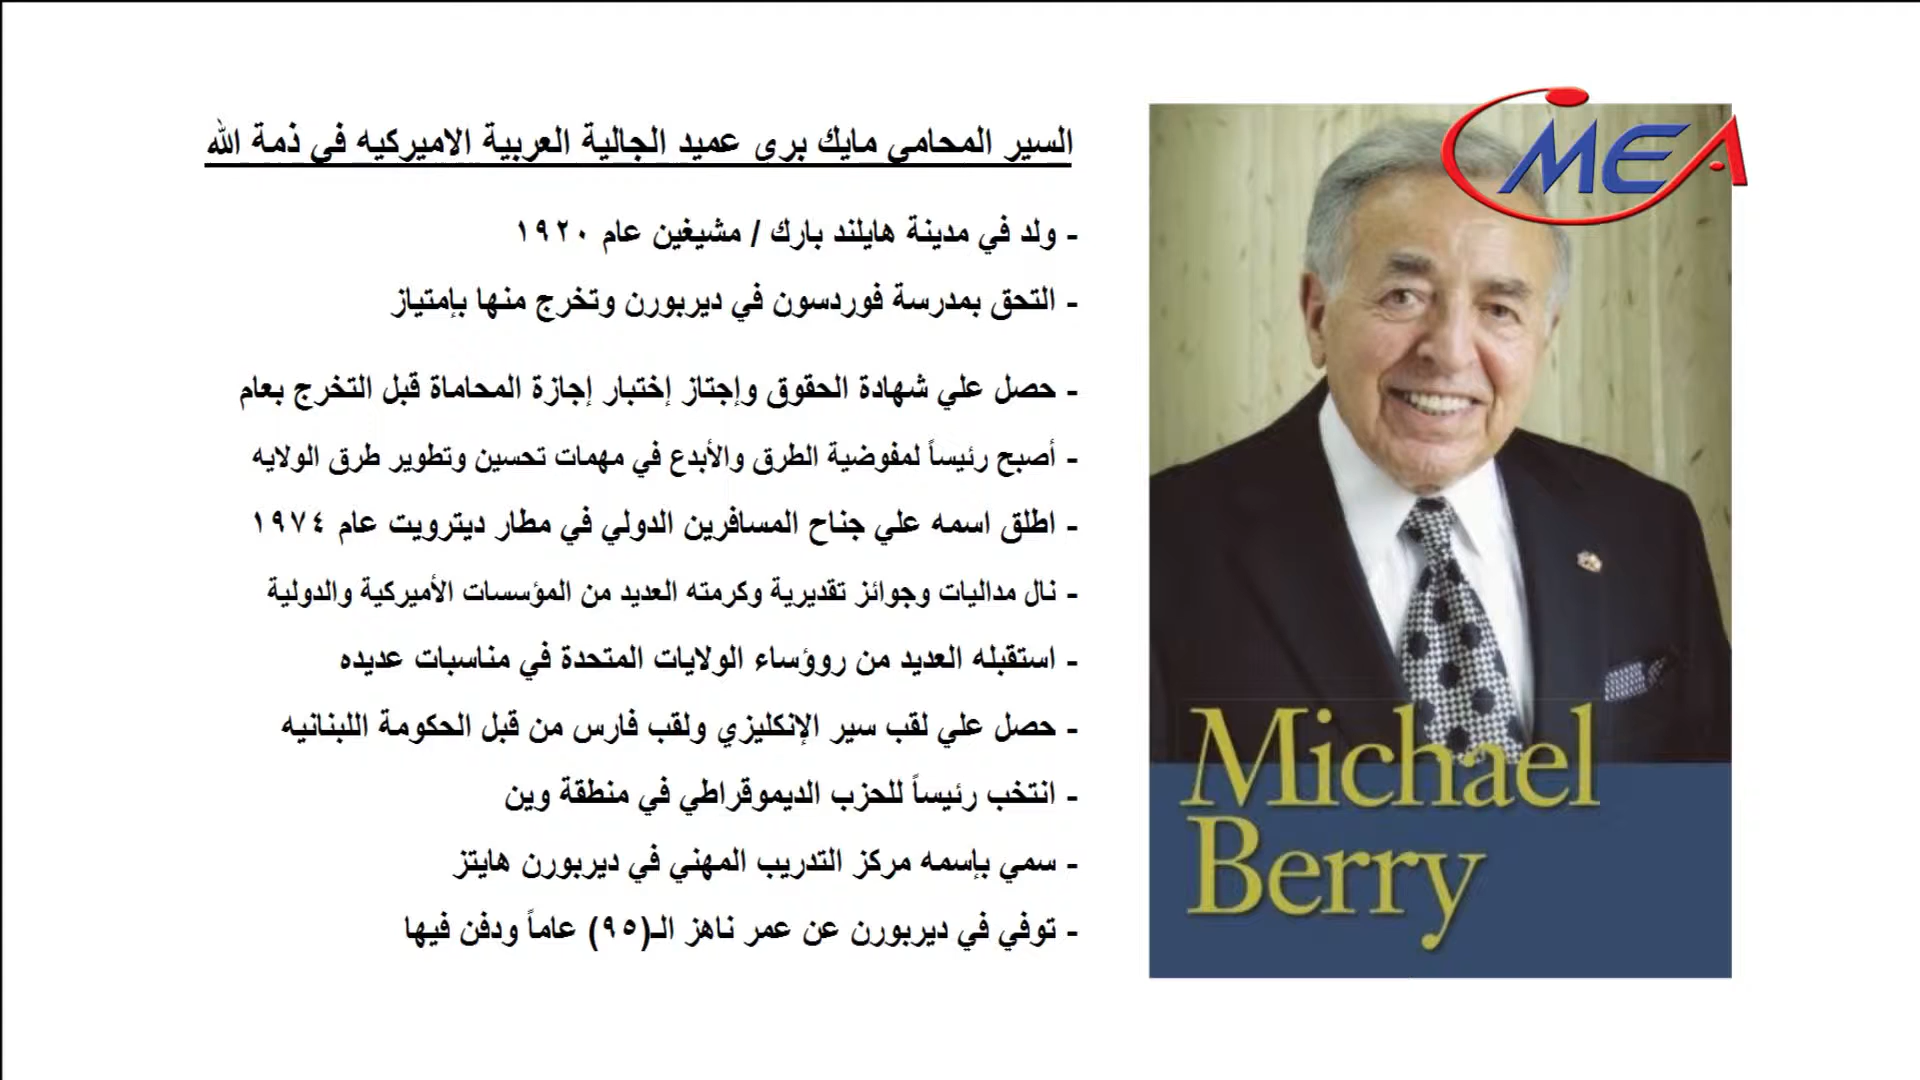 السير المحامي مايك برى عميد الجالية العربية الاميركيه في ذمة الله
- ولد في مدينة هايلند بارك / مشيغين عام ١٩٢٠
- التحق بمدرسة فوردسون في ديربورن وتخرج منها بإمتياز
- حصل علي شهادة الحقوق وإجتاز إختبار إجازة المحاماة قبل التخرج بعام
- أصبح رئيساً لمفوضية الطرق والأبدع في مهمات تحسين وتطوير طرق الولايه
- اطلق اسمه علي جناح المسافرين الدولي في مطار ديترويت عام ١٩٧٤
- نال مداليات وجوائز تقديرية وكرمته العديد من المؤسسات الأميركية والدولية
- استقبله العديد من روؤساء الولايات المتحدة في مناسبات عديده
- حصل علي لقب سير الإنكليزي ولقب فارس من قبل الحكومة اللبنانيه
- انتخب رئيساً للحزب الديموقراطي في منطقة وين
- سمي بإسمه مركز التدريب المهني في ديربورن هايتز
- توفي في ديربورن عن عمر ناهز الـ(٩٥) عاماً ودفن فيها
MEA
Michael
Berry